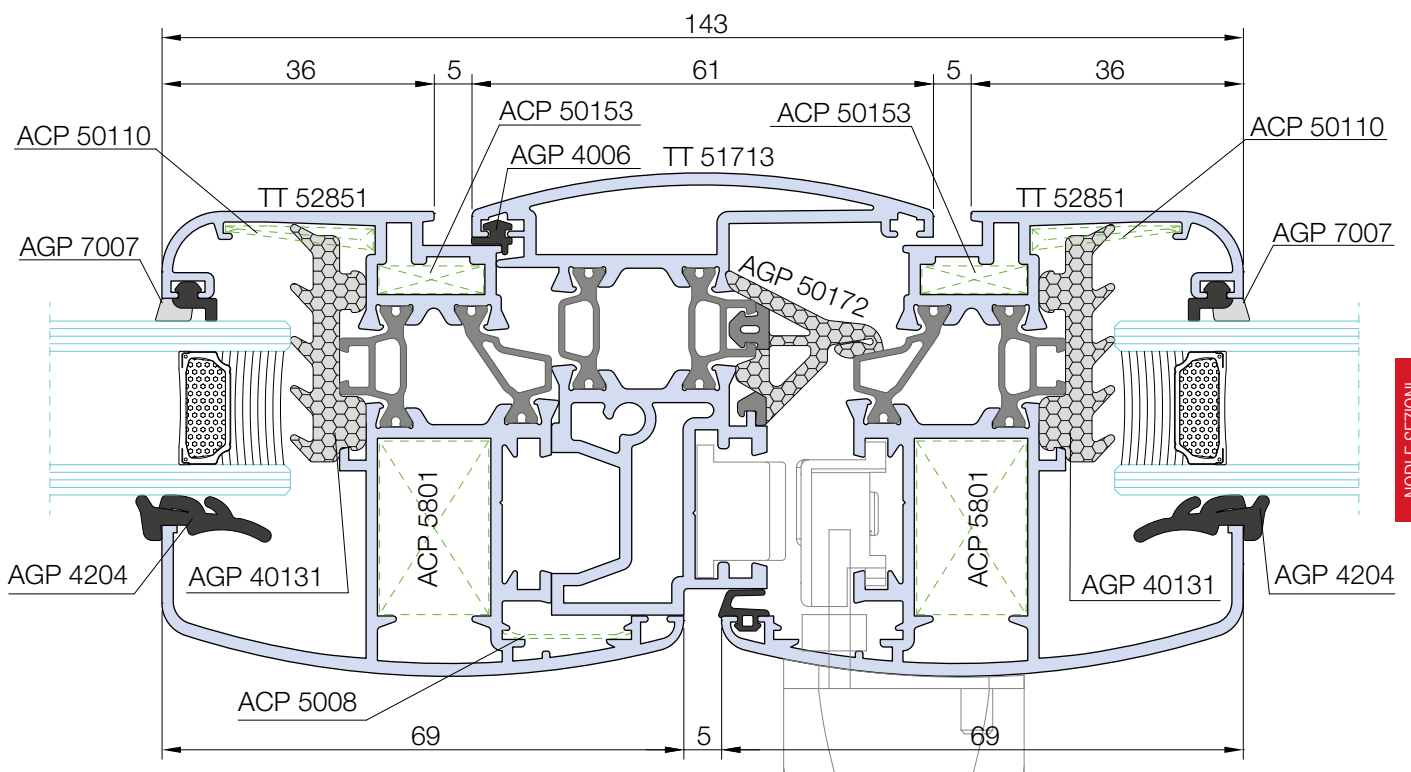 143
36 5 61 5 36
ACP 50153 ACP 50153
ACP 50110 ACP 50110
AGP 4006 TT 51713
TT 52851 TT 52851
AGP 7007 AGP 7007
AGP 50172
ACP 5801 ACP 5801
AGP 4204 AGP 40131 AGP 40131 AGP 4204
ACP 5008
69 5 69